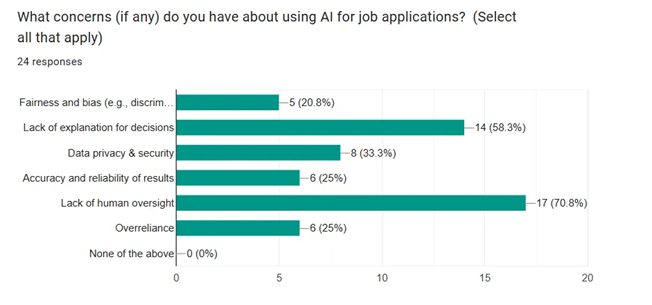 What concerns (if any) do you have about using AI for job applications? (Select
all that apply)
24 responses
Fairness and bias (e.g., discrim... 5 (20.8%)
Lack of explanation for decisions 14 (58.3%)
Data privacy & security 8 (33.3%)
Accuracy and reliability of results 6 (25%)
Lack of human oversight 17 (70.8%)
Overreliance 6 (25%)
None of the above 0 (0%)
0 5 10 15 20